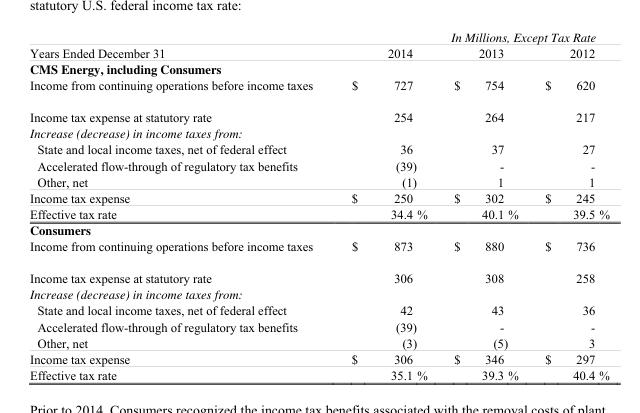 statutory U.S. federal income tax rate:
In Millions, Except Tax Rate
Years Ended December 31 2014 2013 2012
CMS Energy, including Consumers
Income from continuing operations before income taxes $ 727 $ 754 $ 620
Income tax expense at statutory rate 254 264 217
Increase (decrease) in income taxes from:
State and local income taxes, net of federal effect 36 37 27
Accelerated flow-through of regulatory tax benefits (39) - -
Other, net (1) 1 1
Income tax expense $ 250 $ 302 $ 245
Effective tax rate 34.4 % 40.1 % 39.5 %
Consumers
Income from continuing operations before income taxes $ 873 $ 880 $ 736
Income tax expense at statutory rate 306 308 258
Increase (decrease) in income taxes from:
State and local income taxes, net of federal effect 42 43 36
Accelerated flow-through of regulatory tax benefits (39) - -
Other, net (3) (5) 3
Income tax expense $ 306 $ 346 $ 297
Effective tax rate 35.1 % 39.3 % 40.4 %
Prior to 2014, Consumers recognized the income tax benefits associated with the removal costs of plant